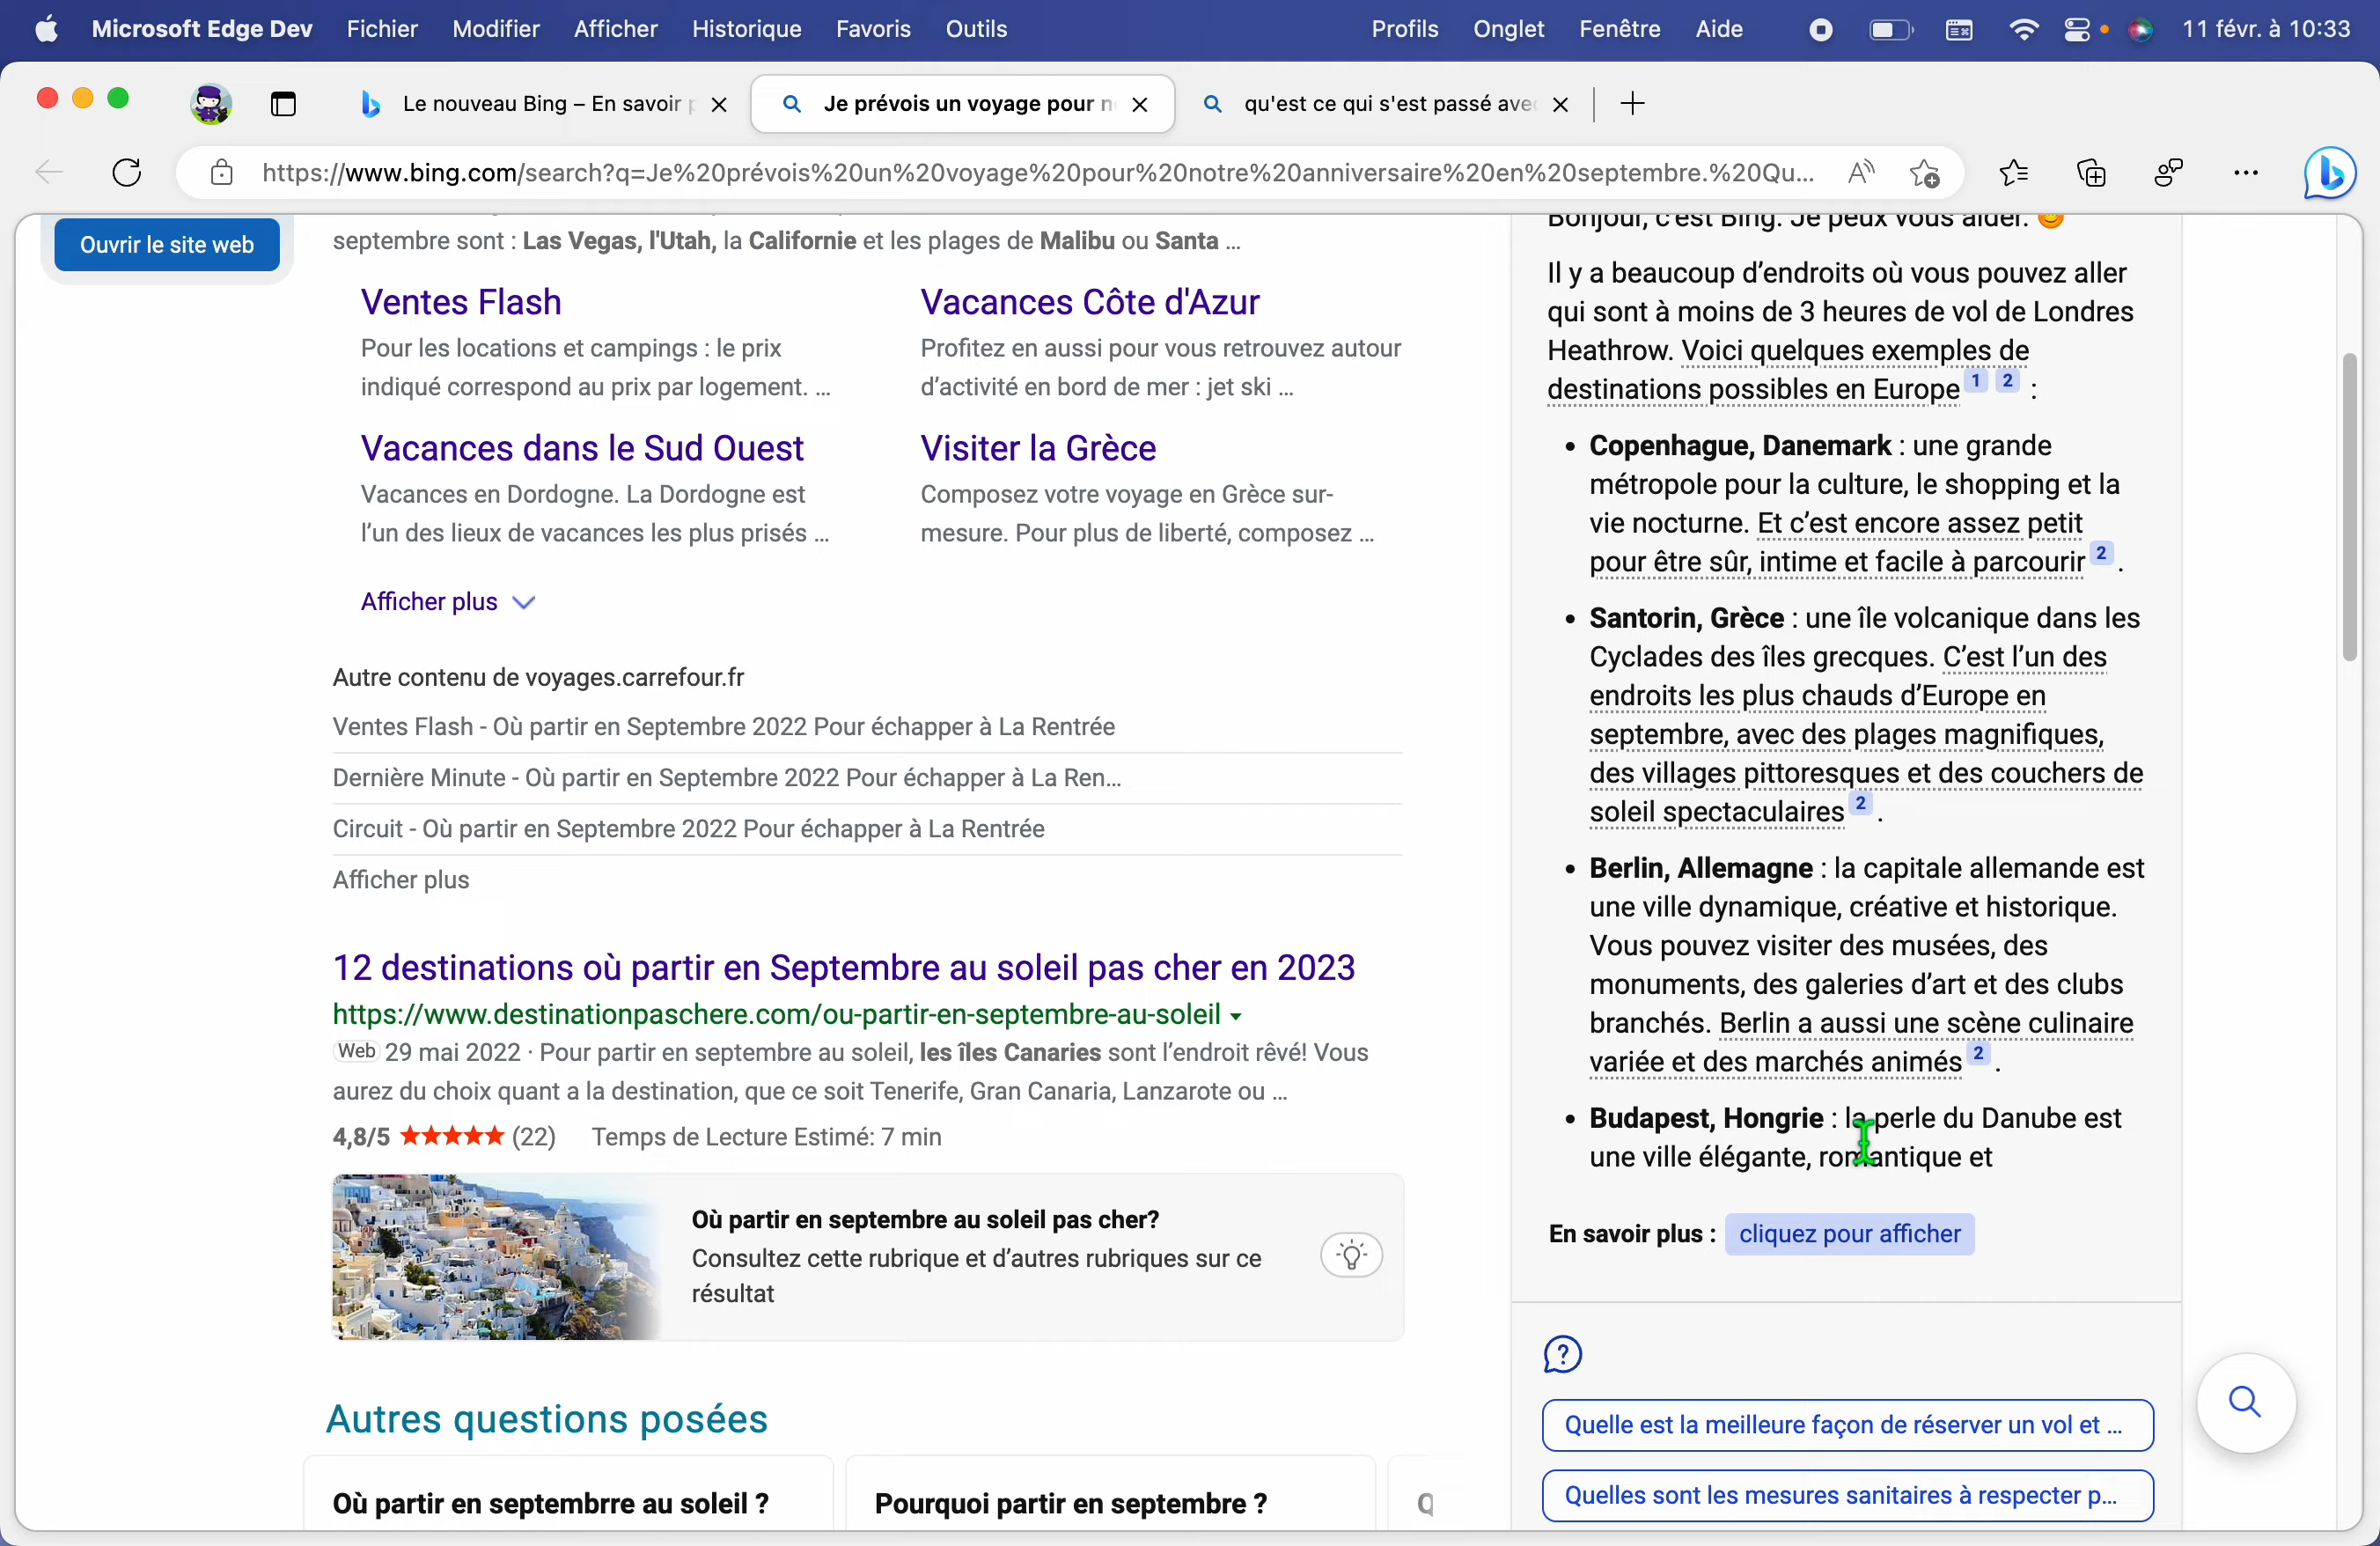 Microsoft Edge Dev Fichier Modifier Afficher Historique Favoris Outils Profils Onglet Fenêtre Aide 11 févr. à 10:33
Le nouveau Bing – En savoir
Je prévois un voyage pour n
qu'est ce qui s'est passé ave
https://www.bing.com/search?q=Je%20prévois%20un%20voyage%20pour%20notre%20anniversaire%20en%20septembre.%20Qu...
Ouvrir le site web
septembre sont : Las Vegas, l'Utah, la Californie et les plages de Malibu ou Santa ...
Ventes Flash
Pour les locations et campings : le prix
indiqué correspond au prix par logement. ...
Vacances Côte d'Azur
Profitez en aussi pour vous retrouvez autour
d'activité en bord de mer : jet ski ...
Vacances dans le Sud Ouest
Vacances en Dordogne. La Dordogne est
l'un des lieux de vacances les plus prisés ...
Visiter la Grèce
Composez votre voyage en Grèce sur-
mesure. Pour plus de liberté, composez ...
Afficher plus
Autre contenu de voyages.carrefour.fr
Ventes Flash - Où partir en Septembre 2022 Pour échapper à La Rentrée
Dernière Minute - Où partir en Septembre 2022 Pour échapper à La Ren...
Circuit - Où partir en Septembre 2022 Pour échapper à La Rentrée
Afficher plus
12 destinations où partir en Septembre au soleil pas cher en 2023
https://www.destinationpaschere.com/ou-partir-en-septembre-au-soleil
Web 29 mai 2022 · Pour partir en septembre au soleil, les îles Canaries sont l'endroit rêvé! Vous
aurez du choix quant a la destination, que ce soit Tenerife, Gran Canaria, Lanzarote ou ...
4,8/5 ★★★★★ (22) Temps de Lecture Estimé: 7 min
Où partir en septembre au soleil pas cher?
Consultez cette rubrique et d'autres rubriques sur ce
résultat
Autres questions posées
Où partir en septembrre au soleil ?
Pourquoi partir en septembre ?
Q
Bonjour, c'est Bing. Je peux vous aider. 😊
Il y a beaucoup d'endroits où vous pouvez aller
qui sont à moins de 3 heures de vol de Londres
Heathrow. Voici quelques exemples de
destinations possibles en Europe 1 2 :
• Copenhague, Danemark : une grande
métropole pour la culture, le shopping et la
vie nocturne. Et c'est encore assez petit
pour être sûr, intime et facile à parcourir 2 .
• Santorin, Grèce : une île volcanique dans les
Cyclades des îles grecques. C'est l'un des
endroits les plus chauds d'Europe en
septembre, avec des plages magnifiques,
des villages pittoresques et des couchers de
soleil spectaculaires 2 .
• Berlin, Allemagne : la capitale allemande est
une ville dynamique, créative et historique.
Vous pouvez visiter des musées, des
monuments, des galeries d'art et des clubs
branchés. Berlin a aussi une scène culinaire
variée et des marchés animés 2 .
• Budapest, Hongrie : la perle du Danube est
une ville élégante, romantique et
En savoir plus : cliquez pour afficher
Quelle est la meilleure façon de réserver un vol et ...
Quelles sont les mesures sanitaires à respecter p...